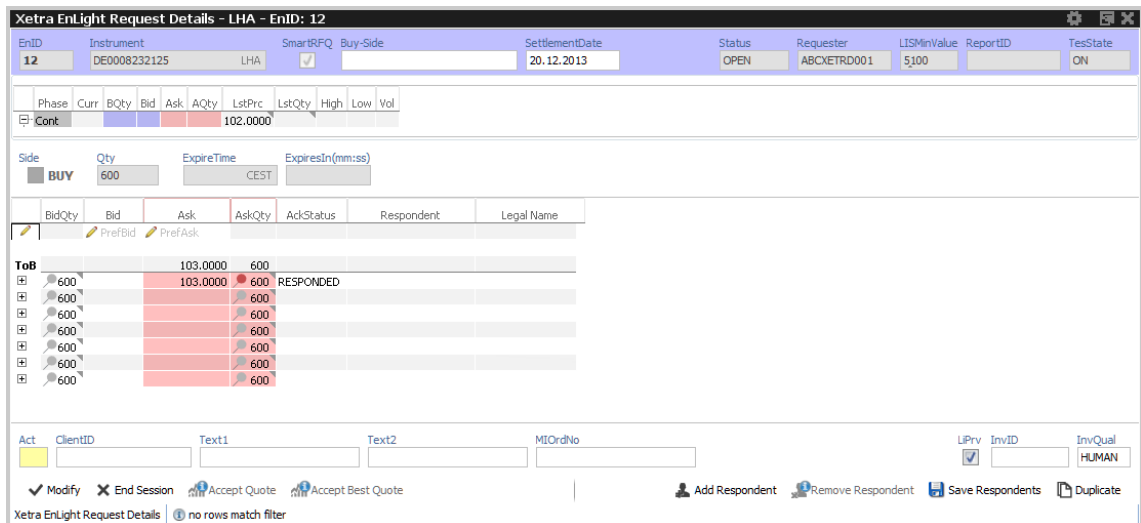 Xetra EnLight Request Details - LHA - EnID: 12
EnID Instrument SmartRFQ Buy-Side SettlementDate Status Requester LISMinValue ReportID TesState
12 DE0008232125 LHA 20.12.2013 OPEN ABCXETRD001 5,100 ON
Phase Curr BQty Bid Ask AQty LstPrc LstQty High Low Vol
Cont 102.0000
Side Qty ExpireTime ExpiresIn(mm:ss)
BUY 600 CEST
BidQty Bid Ask AskQty AckStatus Respondent Legal Name
PrefBid PrefAsk
ToB 103.0000 600
600 103.0000 600 RESPONDED
600 600
600 600
600 600
600 600
600 600
600 600
Act ClientID Text1 Text2 MIOrdNo LiPrv InvID InvQual
HUMAN
Modify End Session Accept Quote Accept Best Quote Add Respondent Remove Respondent Save Respondents Duplicate
Xetra EnLight Request Details no rows match filter